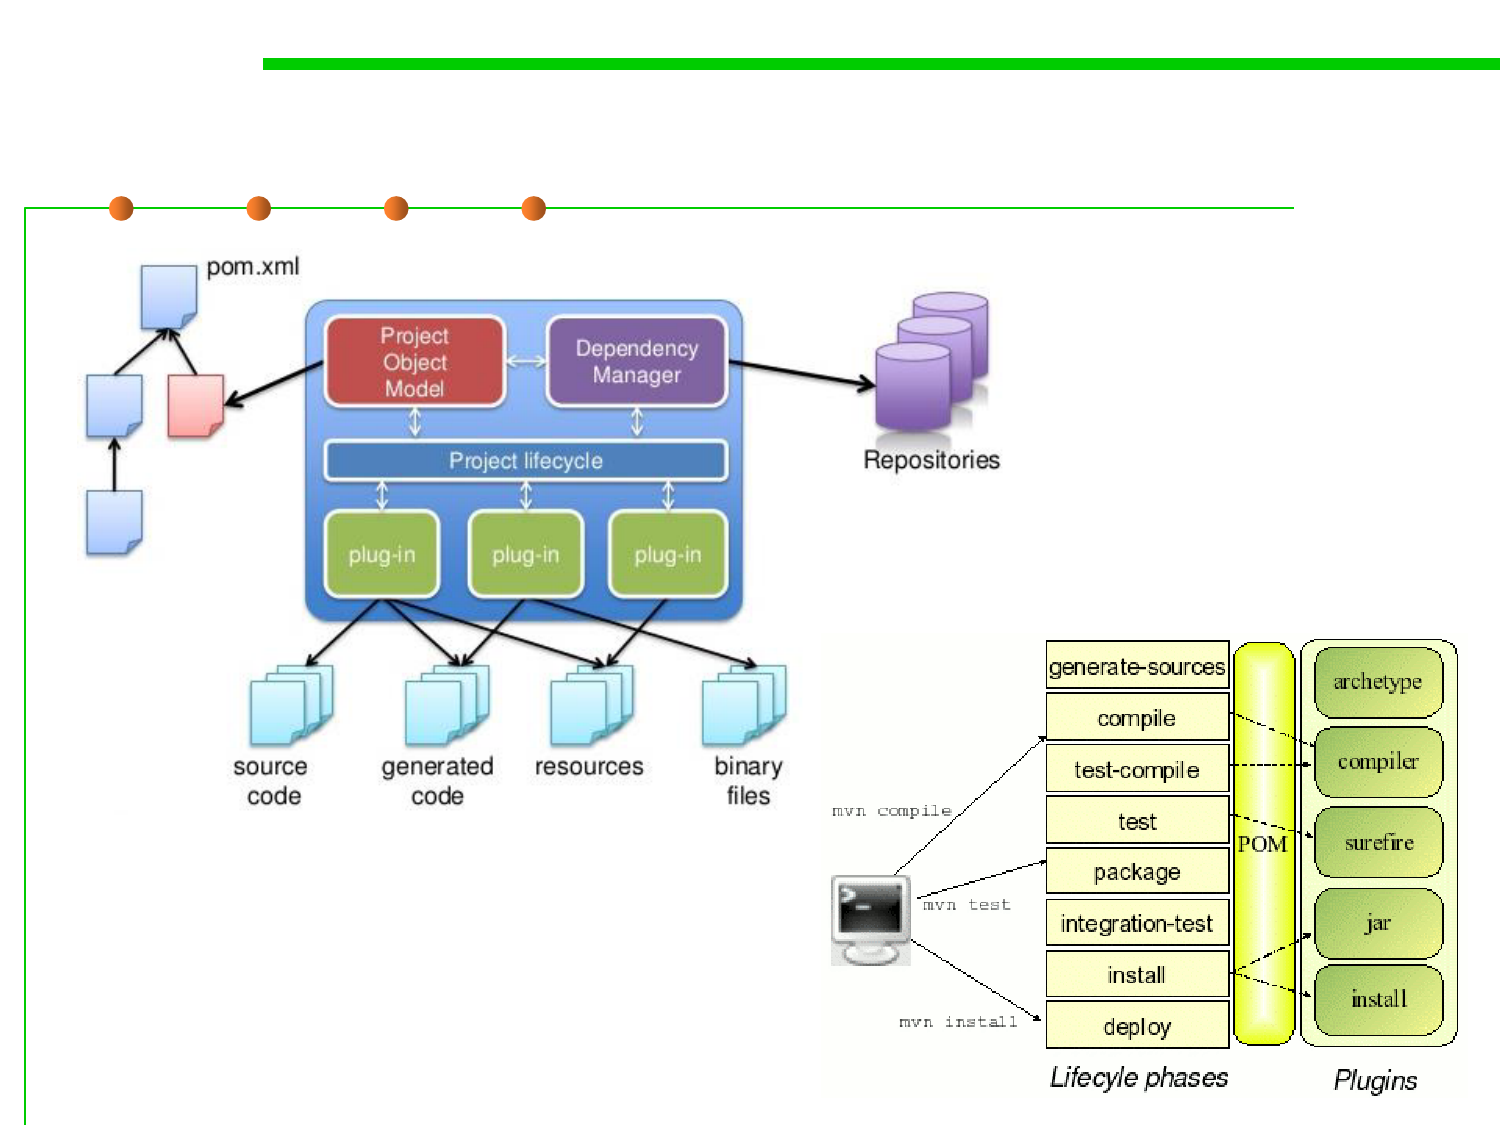 pom.xml
Project
Object
Model
Dependency
Manager
Project lifecycle
Repositories
plug-in
plug-in
plug-in
source
code
generated
code
resources
binary
files
generate-sources
compile
test-compile
test
package
integration-test
install
deploy
Lifecyle phases
mvn compile
mvn test
mvn install
POM
archetype
compiler
surefire
jar
install
Plugins